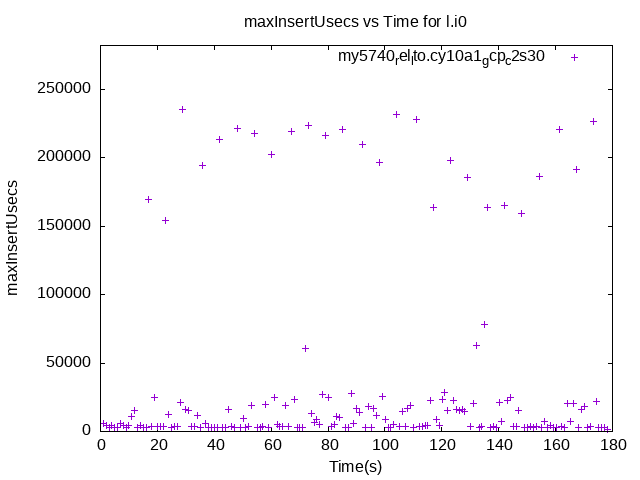 maxInsertUsecs vs Time for l.i0
my5740rellto.cy10a1gcpc2s30
250000
200000
150000
100000
50000
0
maxInsertUsecs
0 20 40 60 80 100 120 140 160 180
Time(s)